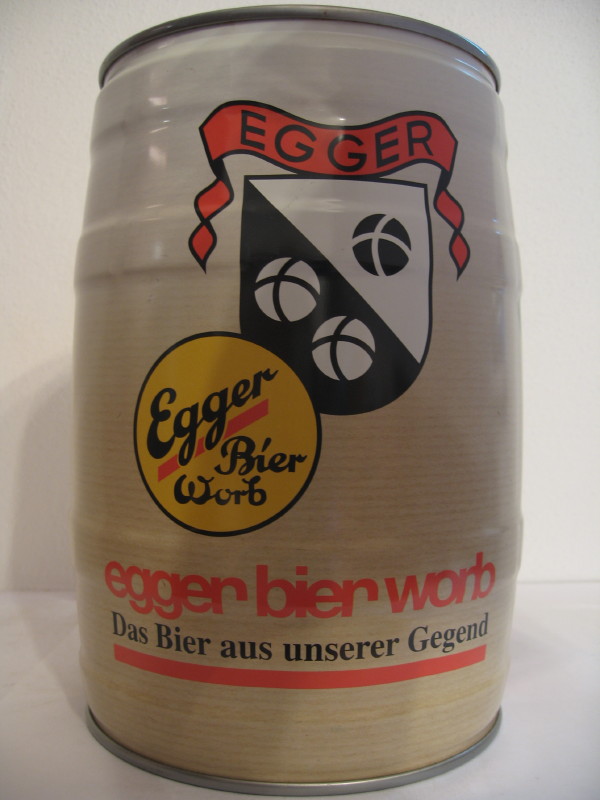 EGGER
Egger
Bier
Worb
egger bier worb
Das Bier aus unserer Gegend